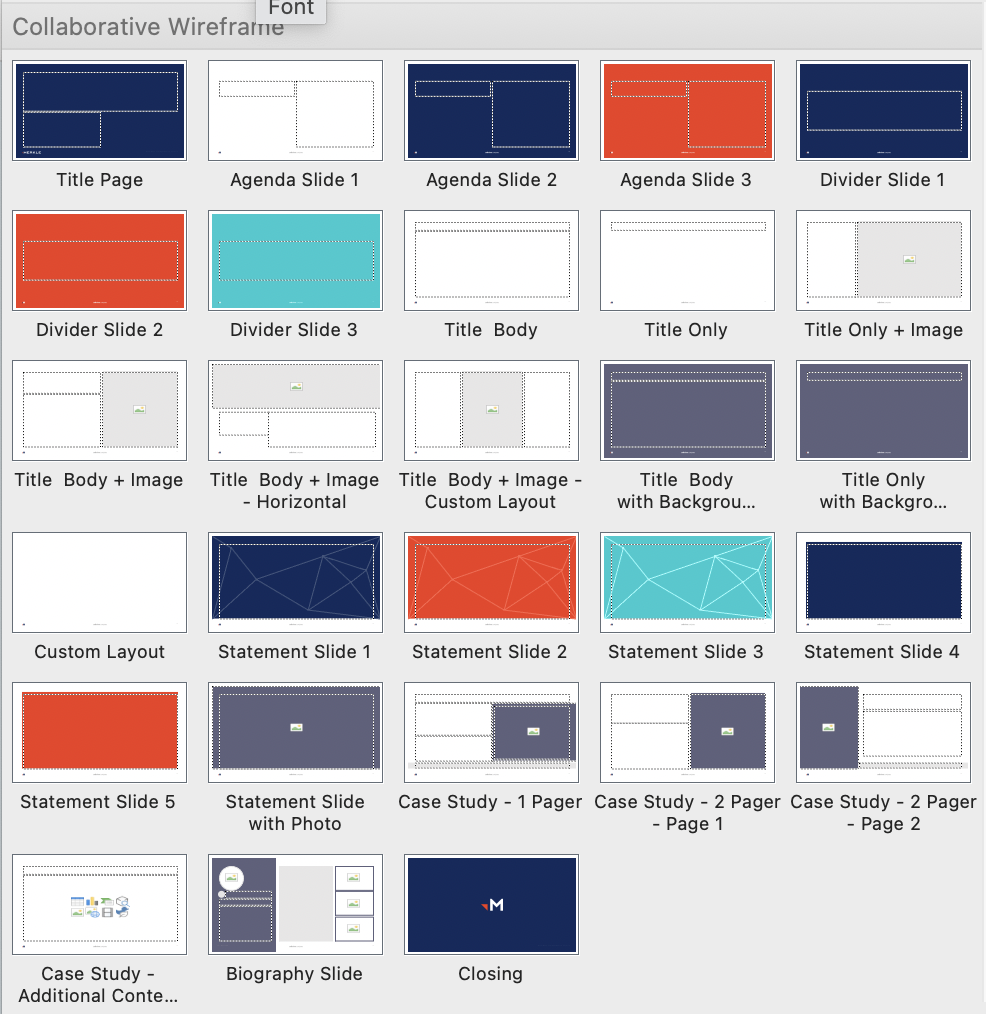 Font
Collaborative Wireframe
MERKLE
Title Page
Agenda Slide 1
Agenda Slide 2
Agenda Slide 3
Divider Slide 1
Divider Slide 2
Divider Slide 3
Title  Body
Title Only
Title Only + Image
Title  Body + Image
Title  Body + Image
- Horizontal
Title  Body + Image -
Custom Layout
Title  Body
with Backgrou...
Title Only
with Backgro...
Custom Layout
Statement Slide 1
Statement Slide 2
Statement Slide 3
Statement Slide 4
Statement Slide 5
Statement Slide
with Photo
Case Study - 1 Pager
Case Study - 2 Pager
- Page 1
Case Study - 2 Pager
- Page 2
Case Study -
Additional Conte...
Biography Slide
M
Closing